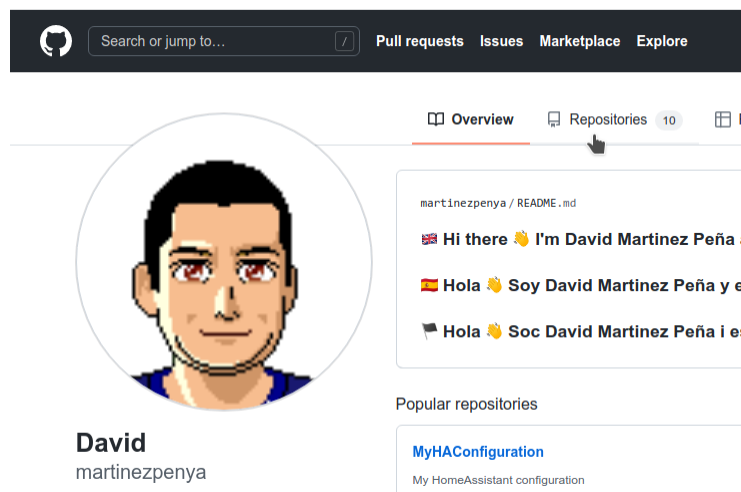 Search or jump to…
/
Pull requests
Issues
Marketplace
Explore
Overview
Repositories
10
martinezpenya/README.md
Hi there 👋 I'm David Martinez Peña
Hola 👋 Soy David Martinez Peña y
Hola 👋 Soc David Martinez Peña i
David
martinezpenya
Popular repositories
MyHAConfiguration
My HomeAssistant configuration